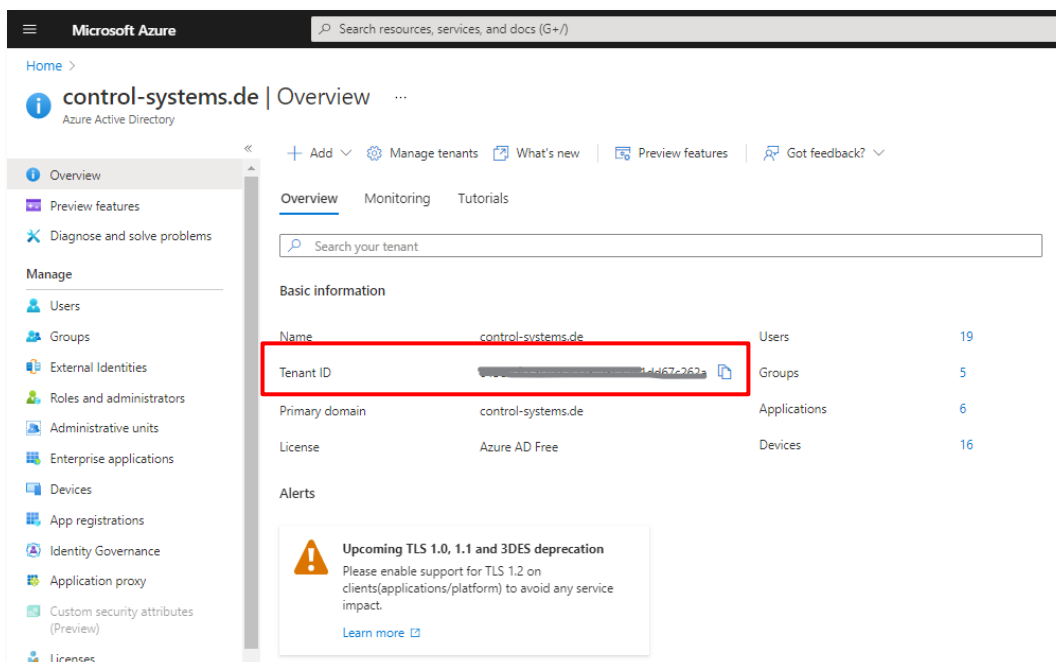 Microsoft Azure
Search resources, services, and docs (G+/)
Home >
control-systems.de | Overview ...
Azure Active Directory
«
Add
Manage tenants
What's new
Preview features
Got feedback?
Overview
Preview features
Diagnose and solve problems
Manage
Users
Groups
External Identities
Roles and administrators
Administrative units
Enterprise applications
Devices
App registrations
Identity Governance
Application proxy
Custom security attributes
(Preview)
Licenses
Overview Monitoring Tutorials
Search your tenant
Basic information
Name control-systems.de
Tenant ID
Primary domain control-systems.de
License Azure AD Free
Users 19
Groups 5
Applications 6
Devices 16
Alerts
Upcoming TLS 1.0, 1.1 and 3DES deprecation
Please enable support for TLS 1.2 on
clients(applications/platform) to avoid any service
impact.
Learn more